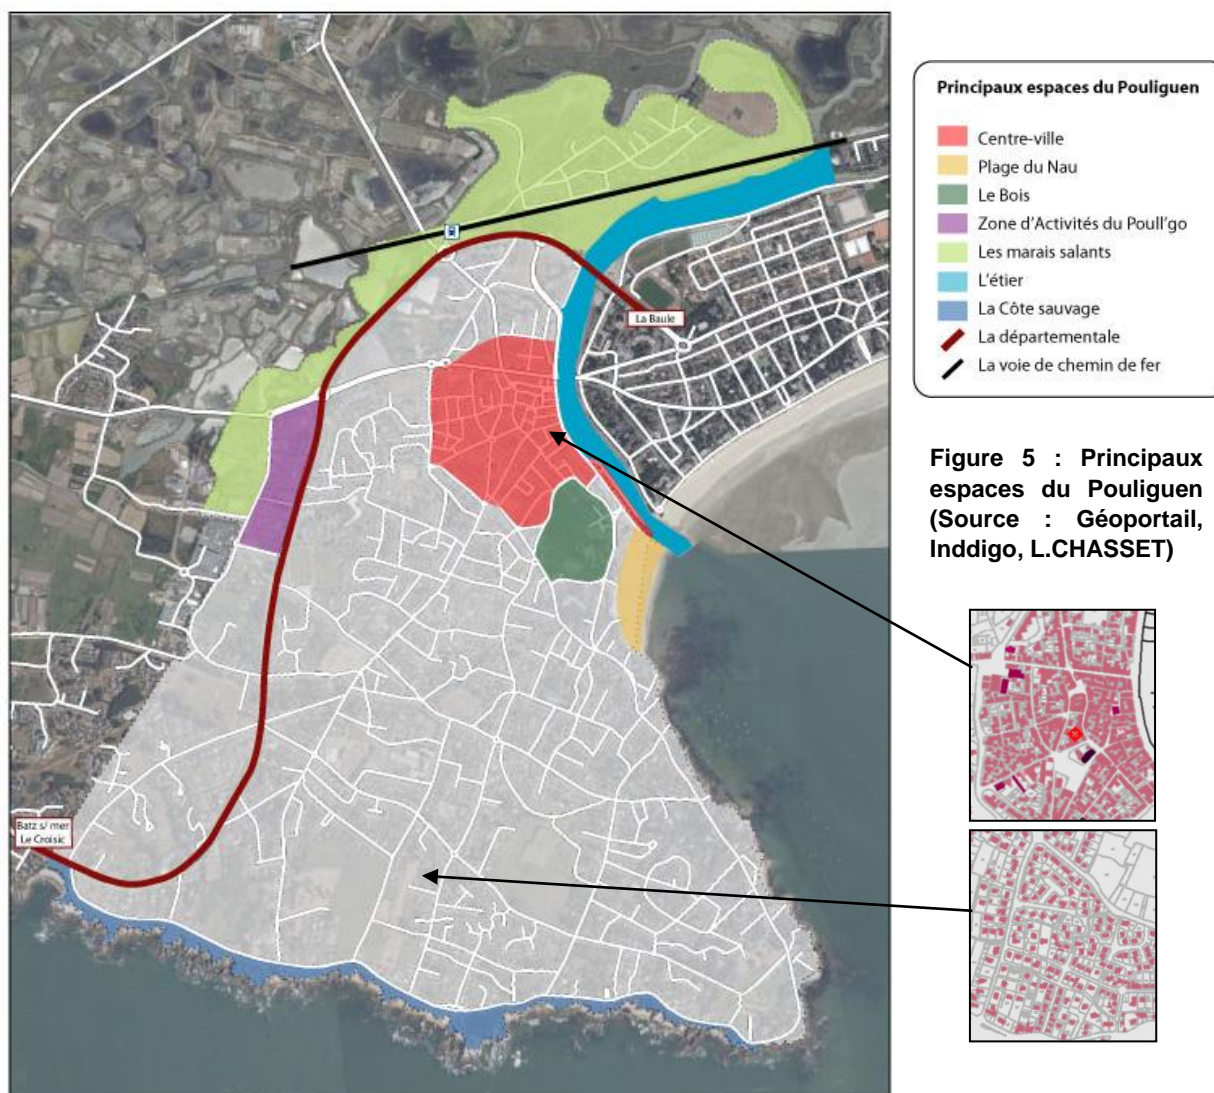 Principaux espaces du Pouliguen
Centre-ville
Plage du Nau
Le Bois
Zone d'Activités du Poull'go
Les marais salants
L'étier
La Côte sauvage
La départementale
La voie de chemin de fer
La Baule
Figure 5 : Principaux
espaces du Pouliguen
(Source : Géoportail,
Inddigo, L.CHASSET)
Batz s/ mer
Le Croisic